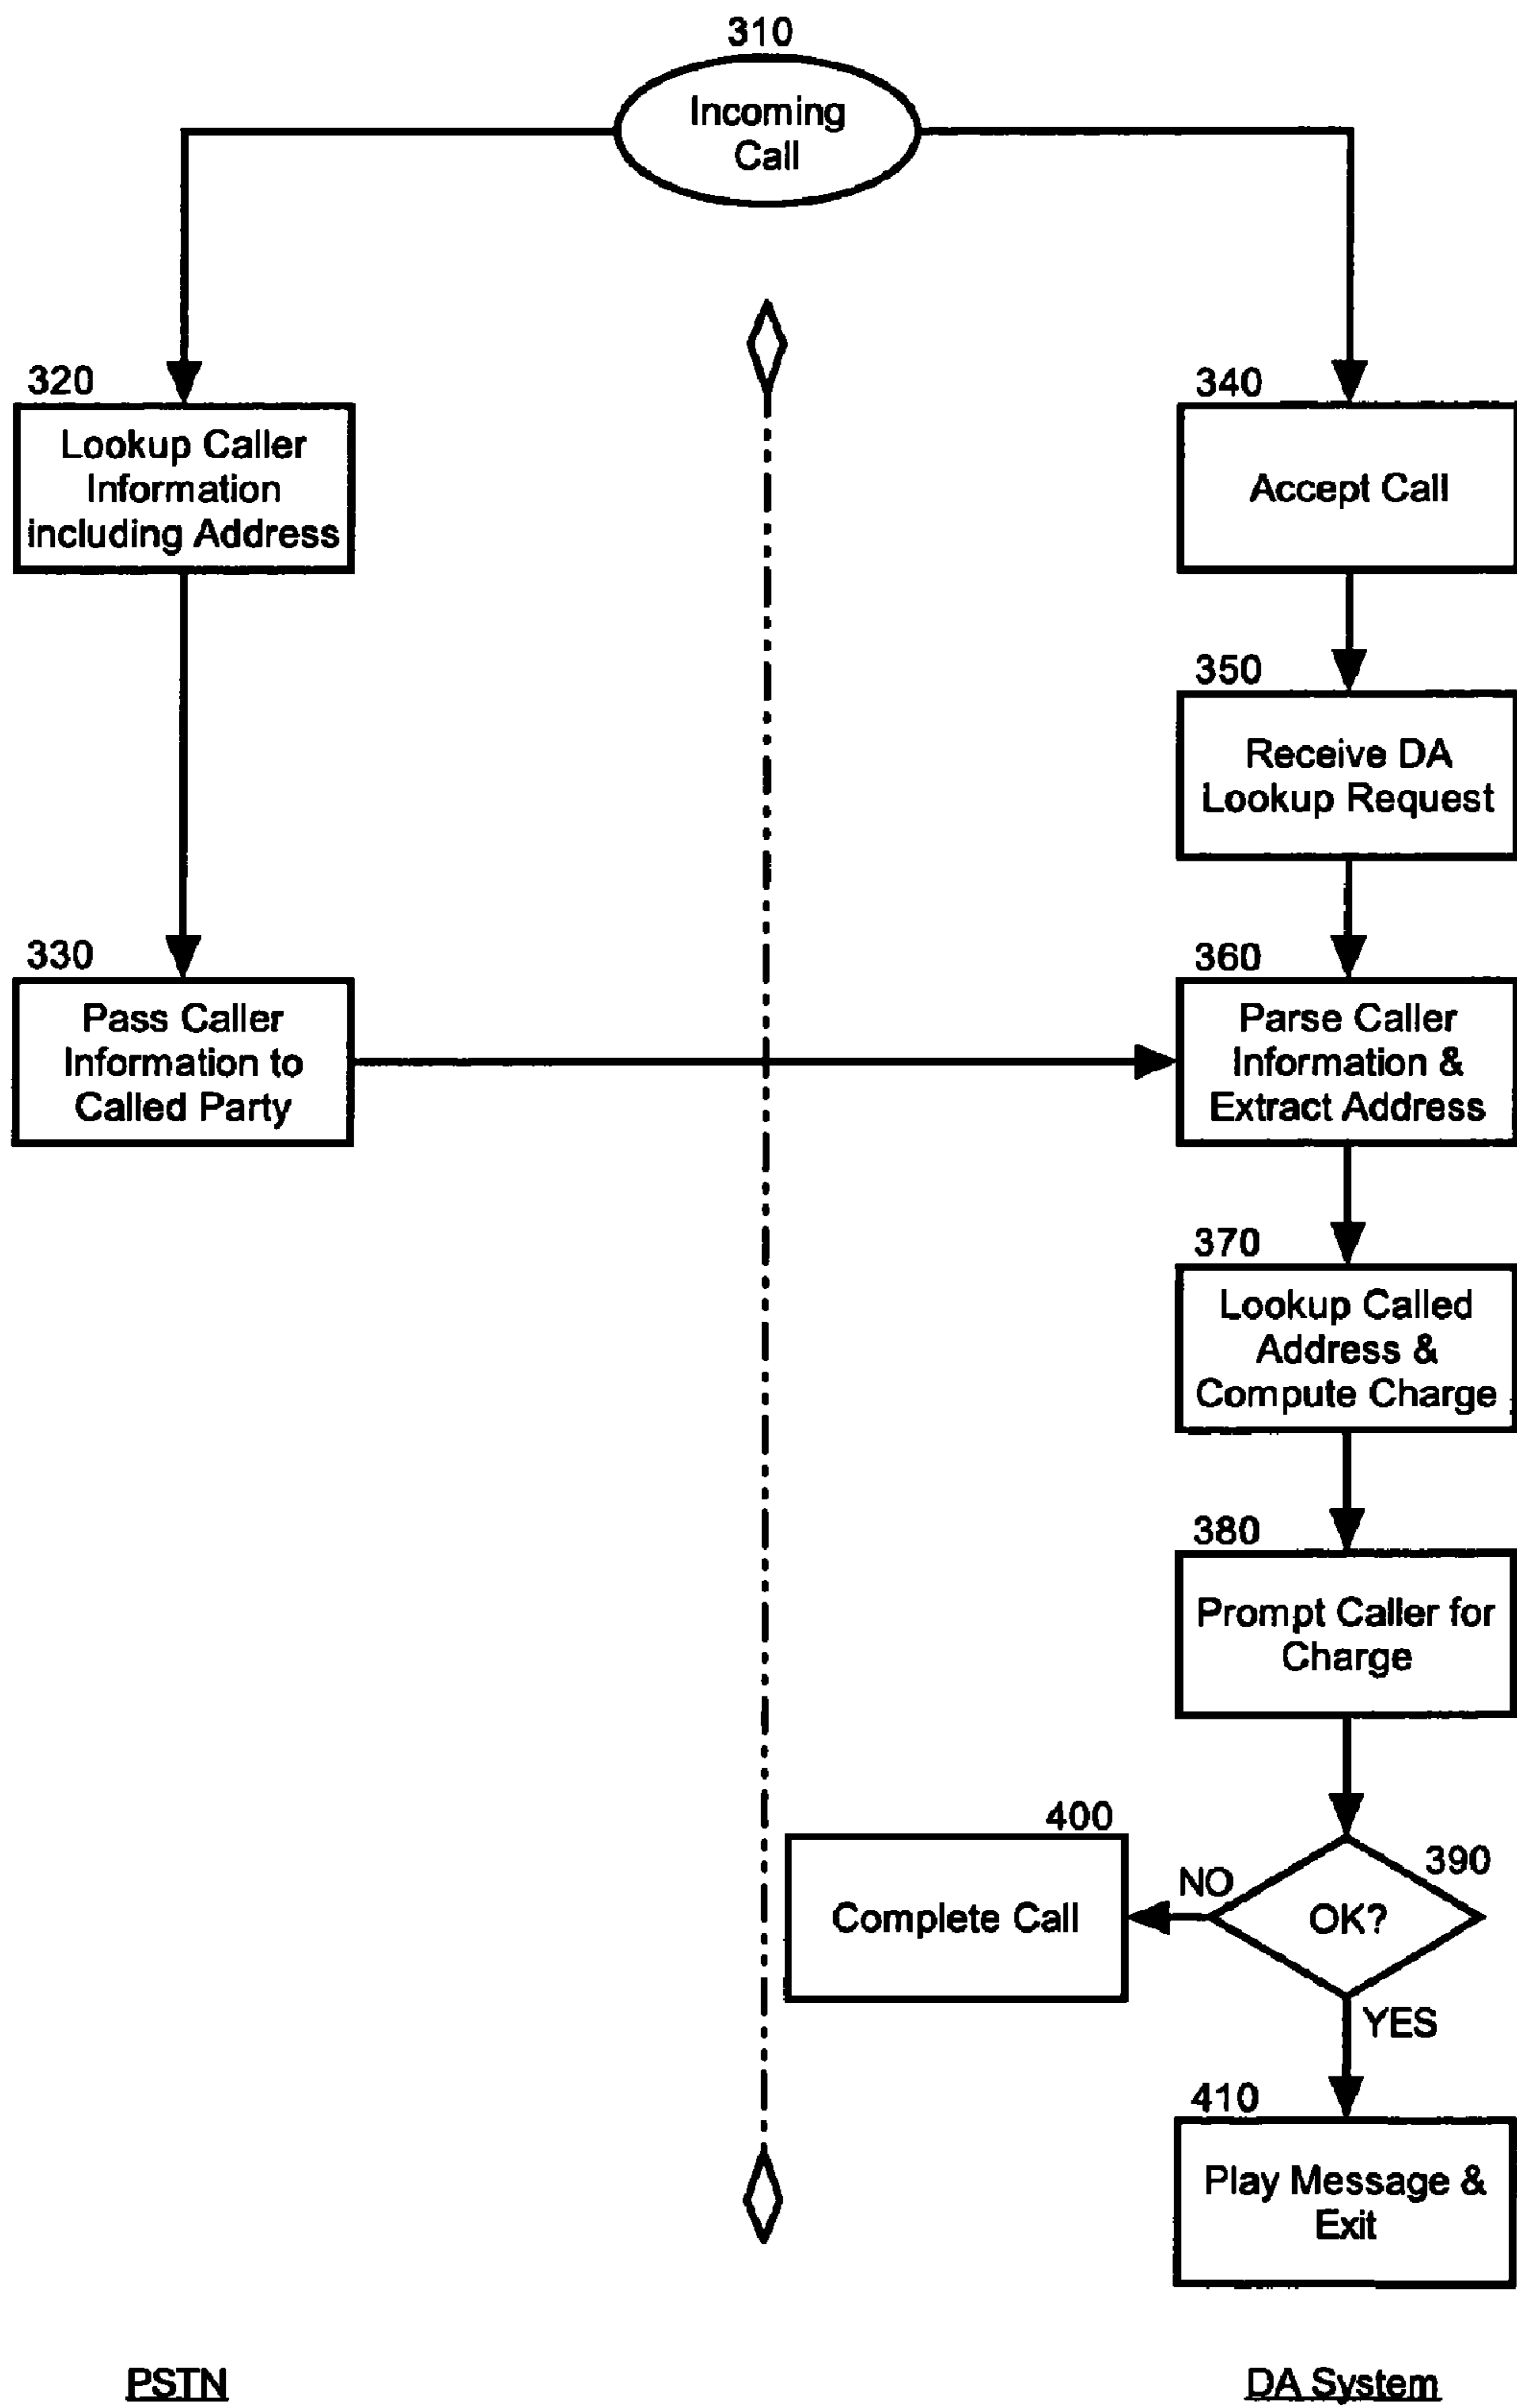 310
Incoming
Call
320
Lookup Caller
Information
including Address
330
Pass Caller
Information to
Called Party
340
Accept Call
350
Receive DA
Lookup Request
360
Parse Caller
Information &
Extract Address
370
Lookup Called
Address &
Compute Charge
380
Prompt Caller for
Charge
390
OK?
NO
400
Complete Call
YES
410
Play Message &
Exit
PSTN
DA System